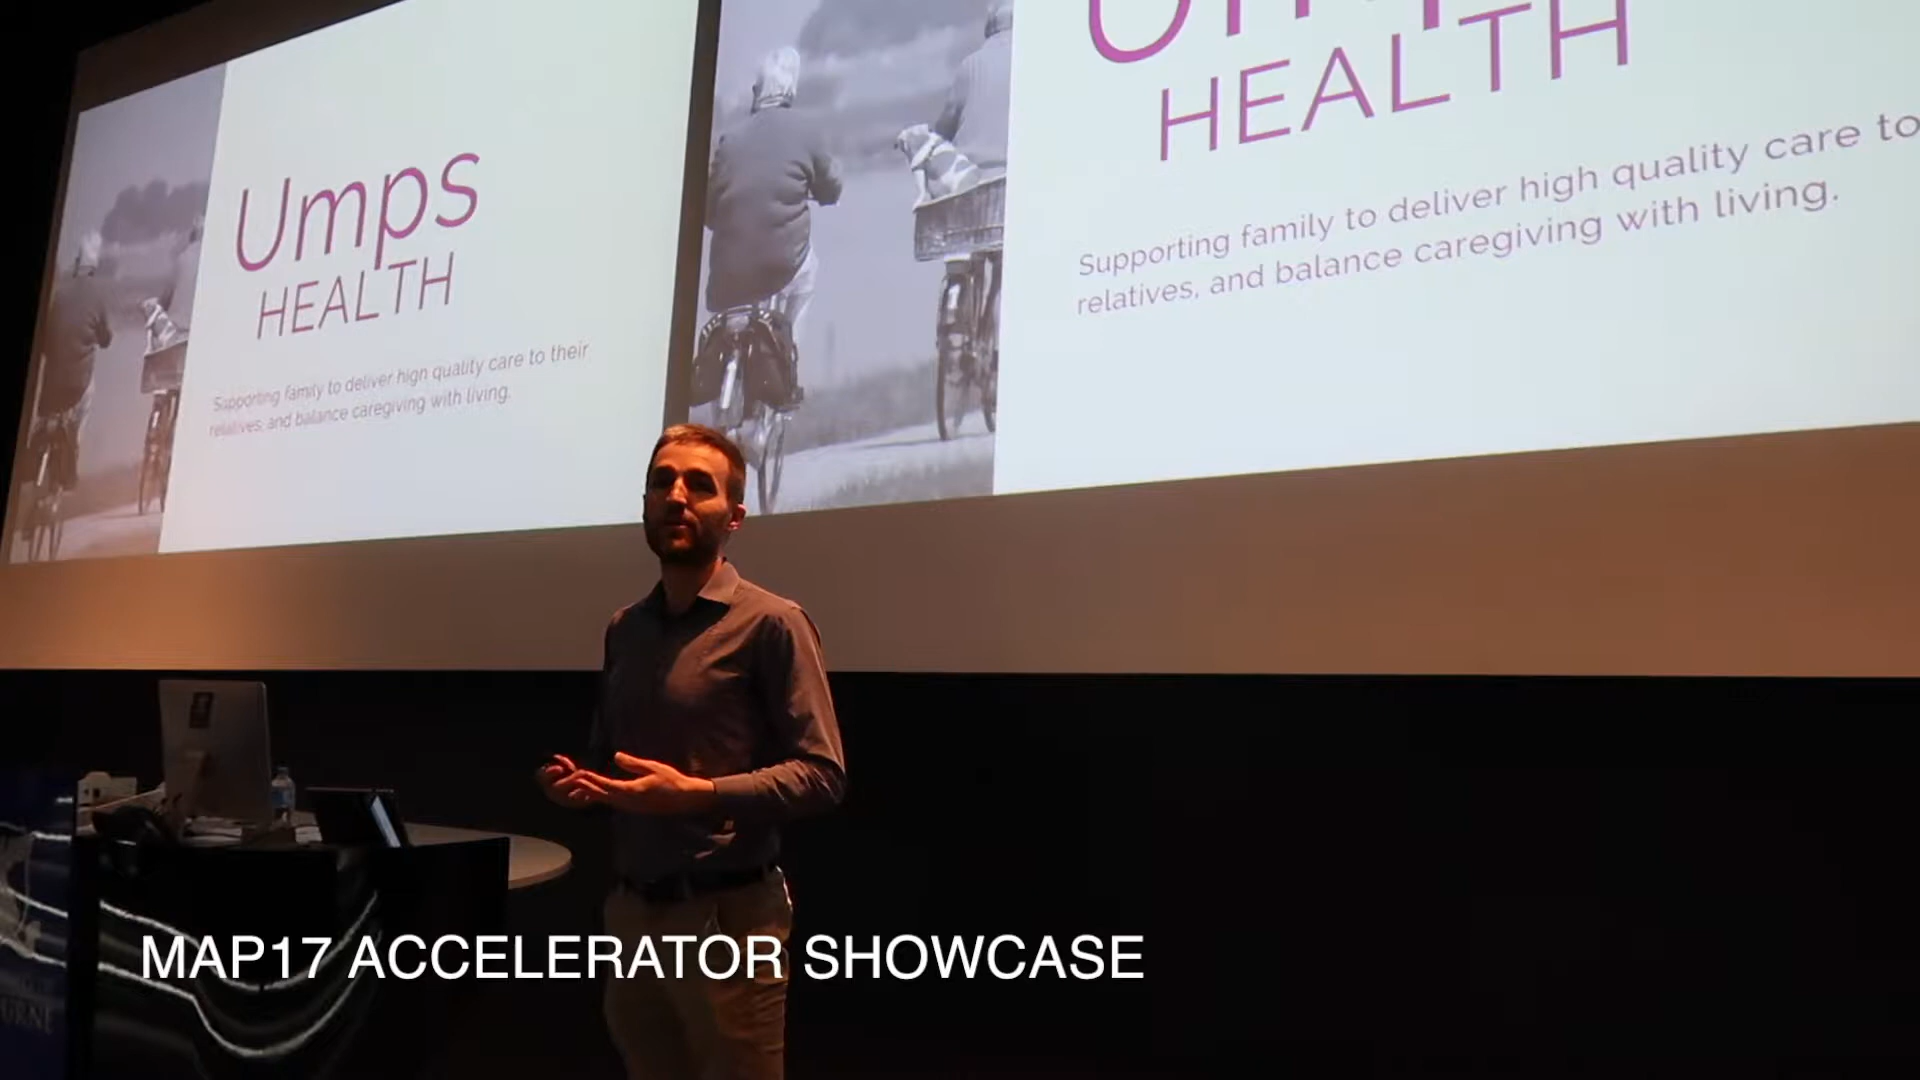 Umps
HEALTH
Supporting family to deliver high quality care to their
relatives, and balance caregiving with living.
HEALTH
Supporting family to deliver high quality care to
relatives, and balance caregiving with living.
MAP17 ACCELERATOR SHOWCASE